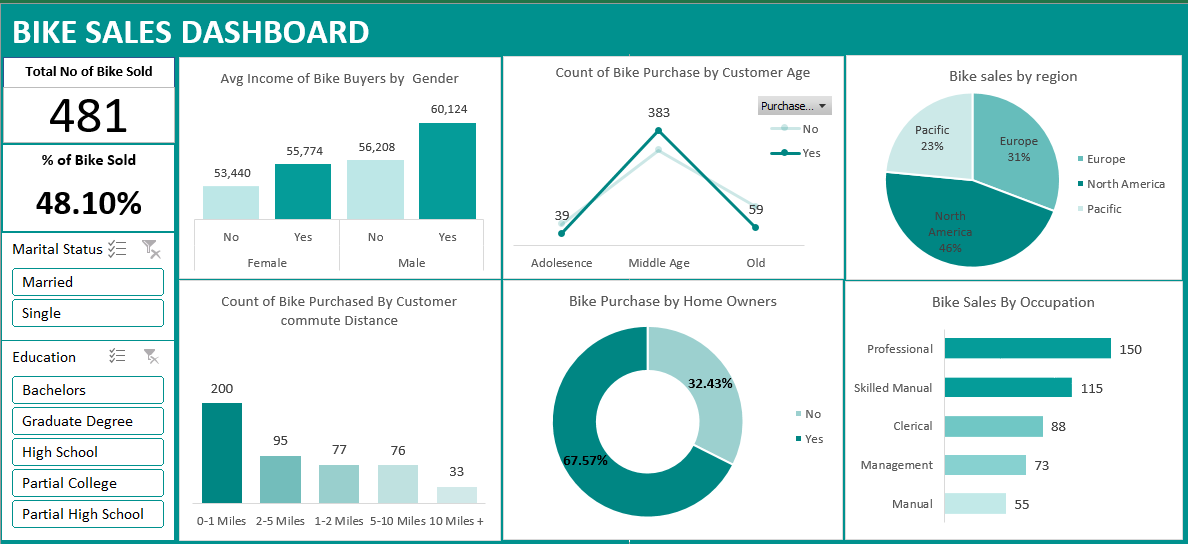 BIKE SALES DASHBOARD
Total No of Bike Sold
481
% of Bike Sold
48.10%
Marital Status
Married
Single
Education
Bachelors
Graduate Degree
High School
Partial College
Partial High School
Avg Income of Bike Buyers by Gender
53,440
55,774
56,208
60,124
No
Yes
No
Yes
Female
Male
Count of Bike Purchase by Customer Age
Purchase...
No
Yes
383
39
59
Adolesence
Middle Age
Old
Bike sales by region
Pacific
23%
Europe
31%
North
America
46%
Europe
North America
Pacific
Count of Bike Purchased By Customer
commute Distance
200
95
77
76
33
0-1 Miles
2-5 Miles
1-2 Miles
5-10 Miles
10 Miles +
Bike Purchase by Home Owners
32.43%
67.57%
No
Yes
Bike Sales By Occupation
Professional
150
Skilled Manual
115
Clerical
88
Management
73
Manual
55